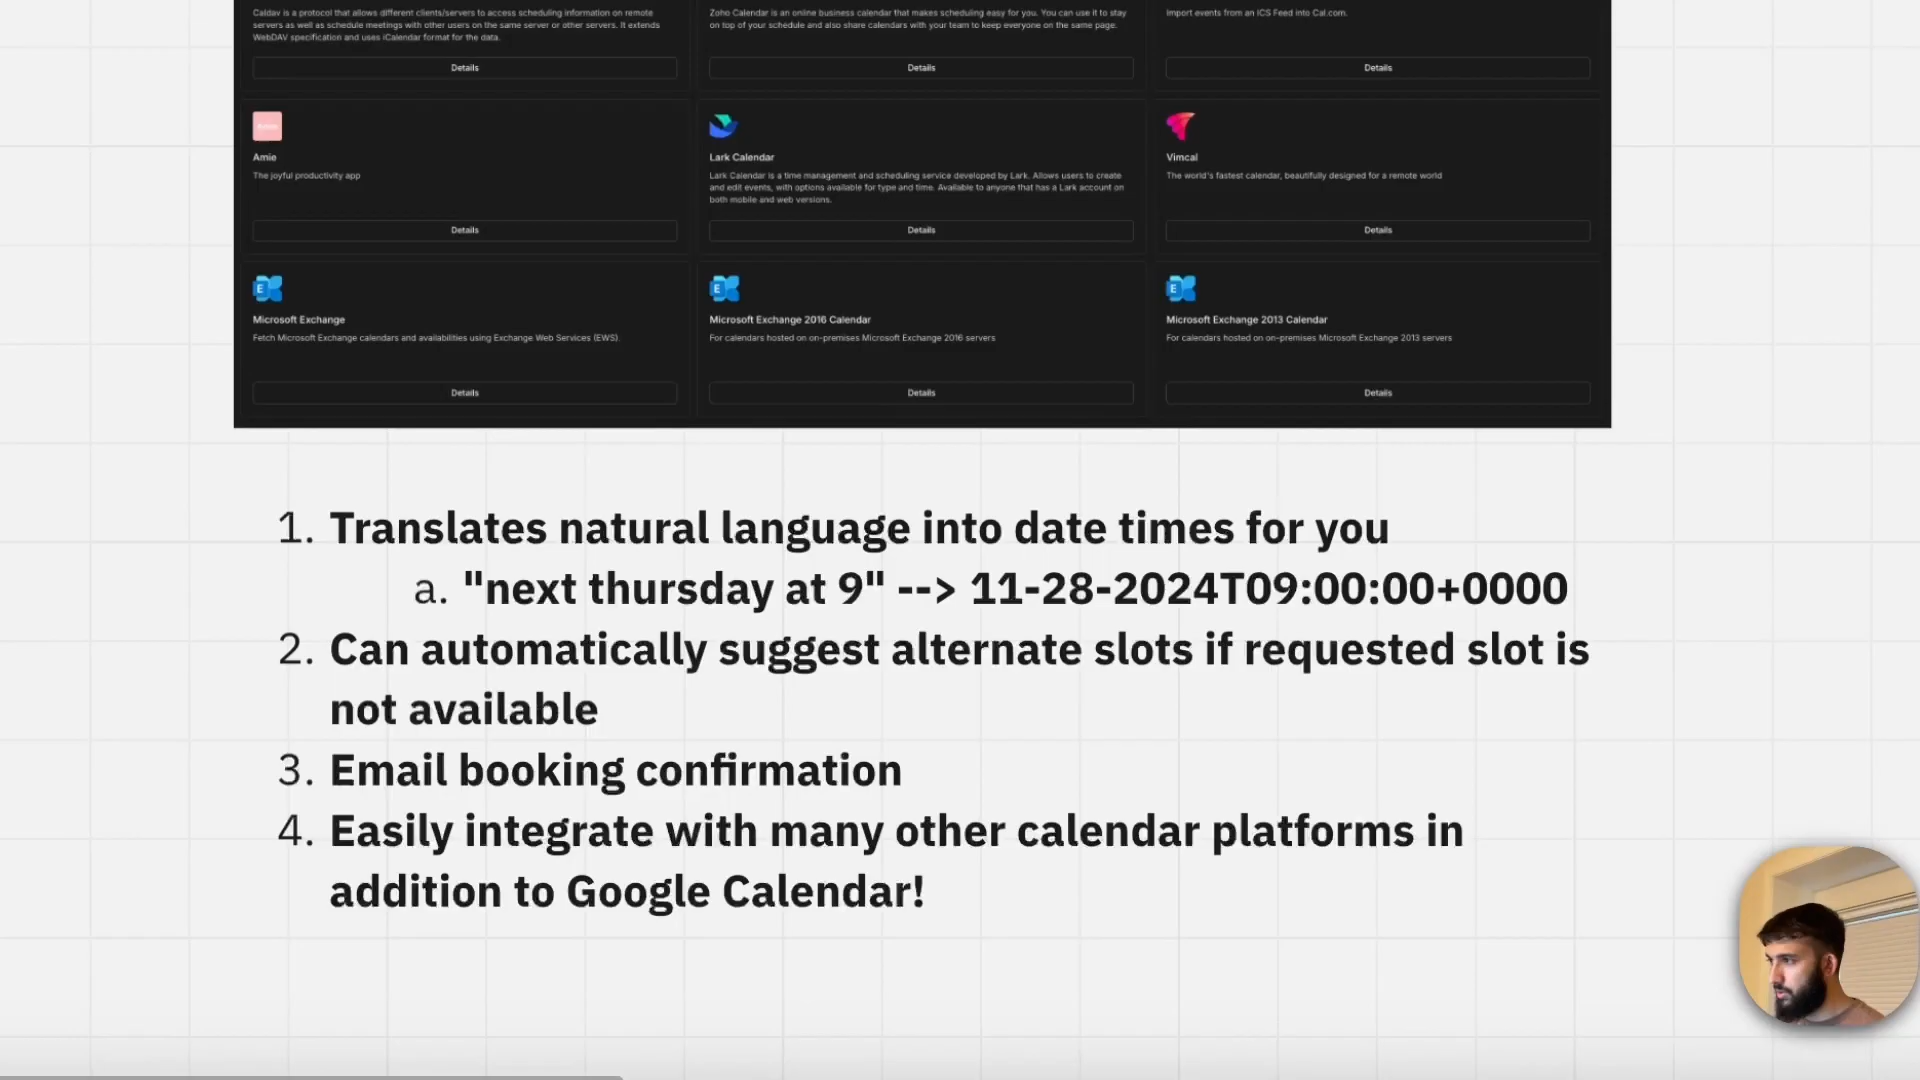 Caldav is a protocol that allows different clients/servers to access scheduling information on remote
servers as well as schedule meetings with other users on the same server or other servers. It extends
WebDAV specification and uses iCalendar format for the data.
Details
Zoho Calendar is an online business calendar that makes scheduling easy for you. You can use it to stay
on top of your schedule and also share calendars with your team to keep everyone on the same page.
Details
Import events from an ICS Feed into Cal.com.
Details
Amie
The joyful productivity app
Details
Lark Calendar
Lark Calendar is a time management and scheduling service developed by Lark. Allows users to create
and edit events, with options available for type and time. Available to anyone that has a Lark account on
both mobile and web versions.
Details
Vimcal
The world's fastest calendar, beautifully designed for a remote world
Details
E
Microsoft Exchange
Fetch Microsoft Exchange calendars and availabilities using Exchange Web Services (EWS).
Details
E
Microsoft Exchange 2016 Calendar
For calendars hosted on on-premises Microsoft Exchange 2016 servers
Details
E
Microsoft Exchange 2013 Calendar
For calendars hosted on on-premises Microsoft Exchange 2013 servers
Details
1. Translates natural language into date times for you
a. "next thursday at 9" --> 11-28-2024T09:00:00+0000
2. Can automatically suggest alternate slots if requested slot is
not available
3. Email booking confirmation
4. Easily integrate with many other calendar platforms in
addition to Google Calendar!